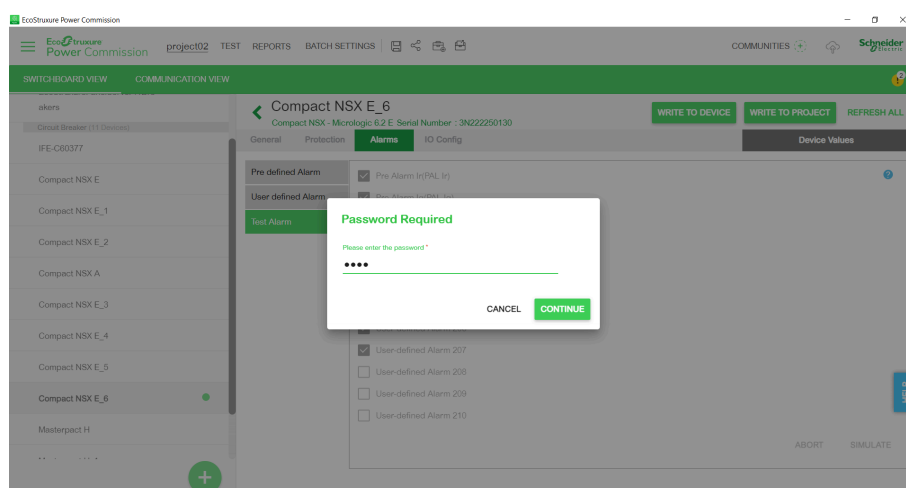 EcoStruxure Power Commission
EcoStruxure
Power Commission
project02 TEST REPORTS BATCH SETTINGS
COMMUNITIES
Schneider
Electric
SWITCHBOARD VIEW COMMUNICATION VIEW
akers
Circuit Breaker (11 Devices)
IFE-C60377
Compact NSX E
Compact NSX E_1
Compact NSX E_2
Compact NSX A
Compact NSX E_3
Compact NSX E_4
Compact NSX E_5
Compact NSX E_6
Masterpact H
Compact NSX E_6
Compact NSX - Micrologic 6.2 E Serial Number : 3N222250130
WRITE TO DEVICE WRITE TO PROJECT REFRESH ALL
General Protection Alarms IO Config
Device Values
Pre defined Alarm
User defined Alarm
Test Alarm
Pre Alarm Ir(PAL Ir)
Password Required
Please enter the password *
CANCEL CONTINUE
User-defined Alarm 207
User-defined Alarm 208
User-defined Alarm 209
User-defined Alarm 210
ABORT SIMULATE